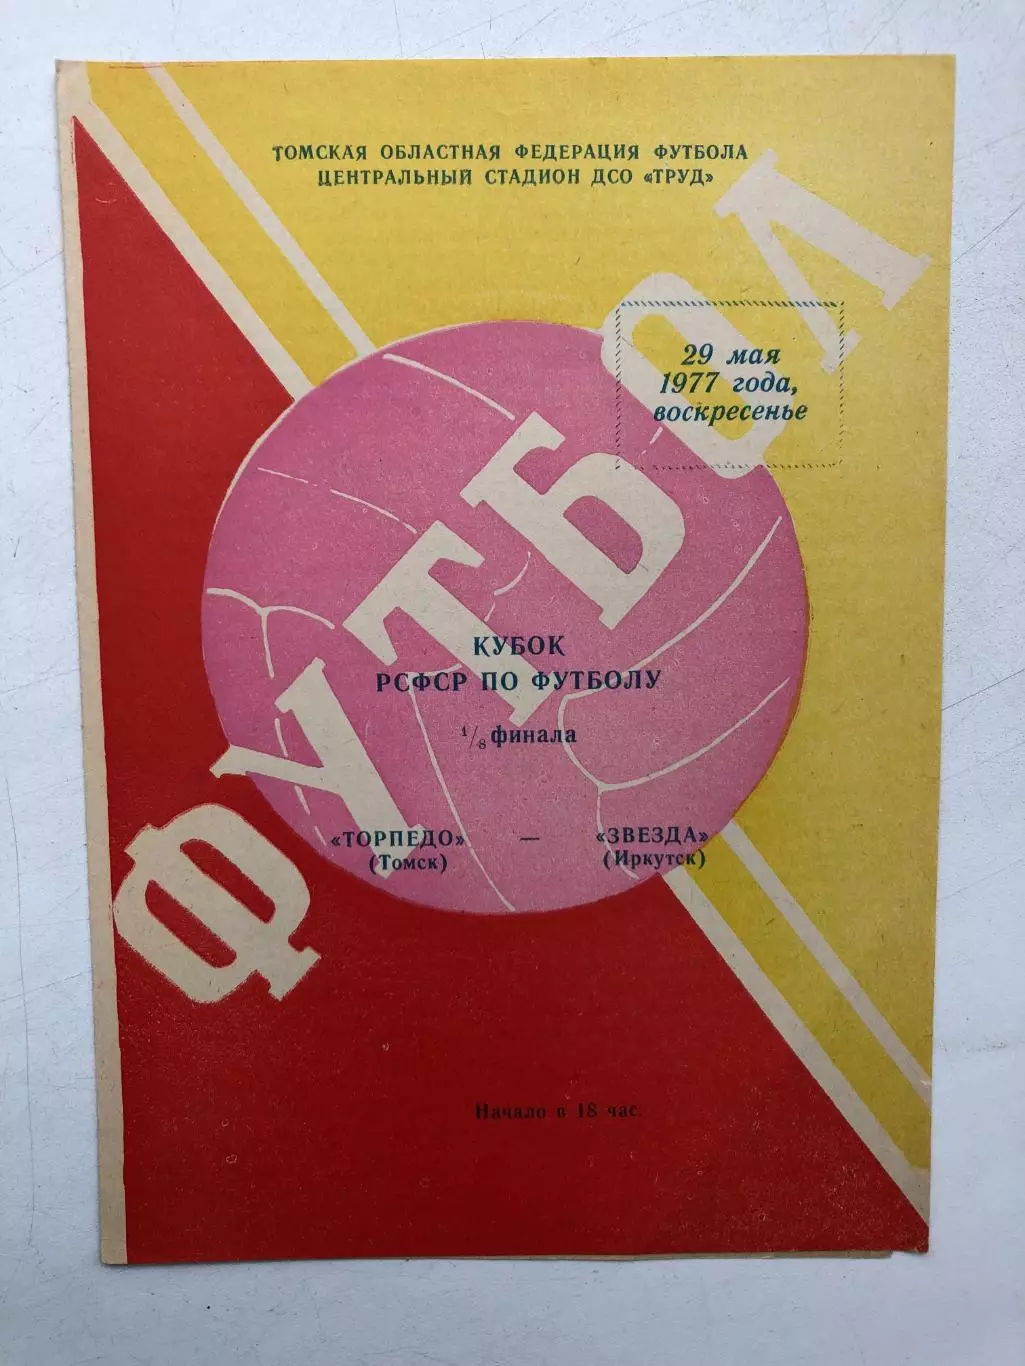 ТОМСКАЯ ОБЛАСТНАЯ ФЕДЕРАЦИЯ ФУТБОЛА
ЦЕНТРАЛЬНЫЙ СТАДИОН ДСО «ТРУД»
29 мая
1977 года,
воскресенье
ФУТБОЛ
КУБОК
РСФСР ПО ФУТБОЛУ
1/8 финала
«ТОРПЕДО» — «ЗВЕЗДА»
(Томск) (Иркутск)
Начало в 18 час.